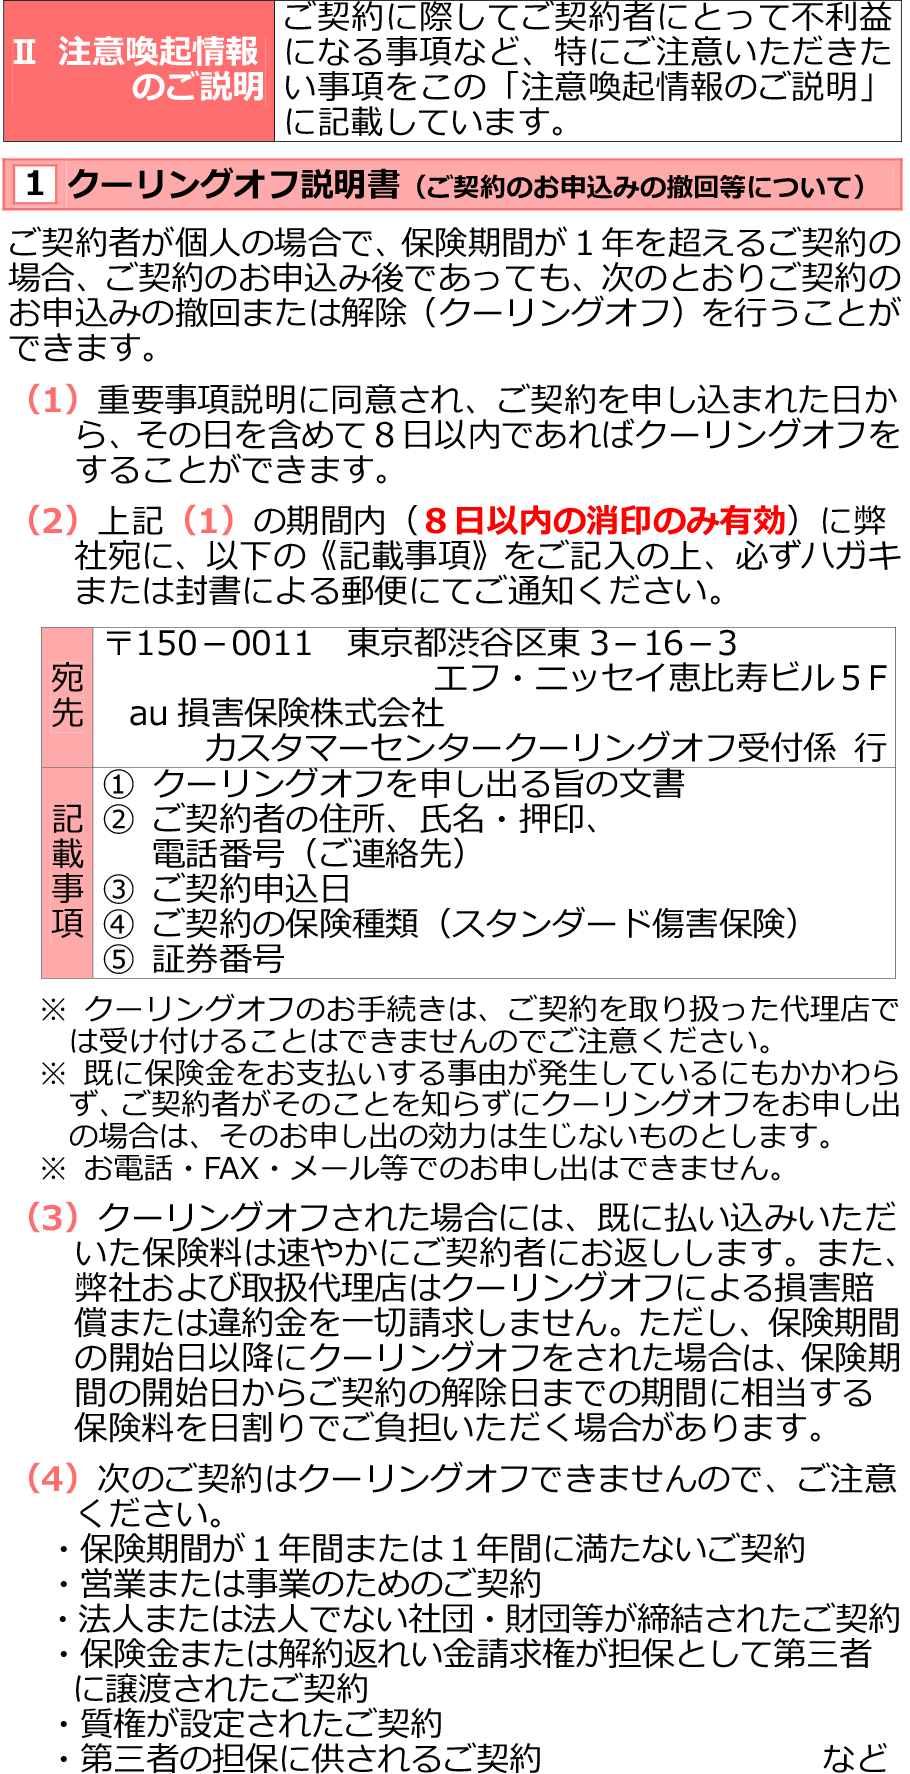 Ⅱ 注意喚起情報
のご説明
ご契約に際してご契約者にとって不利益
になる事項など、特にご注意いただきた
い事項をこの「注意喚起情報のご説明」
に記載しています。
1 クーリングオフ説明書（ご契約のお申込みの撤回等について）
ご契約者が個人の場合で、保険期間が１年を超えるご契約の
場合、ご契約のお申込み後であっても、次のとおりご契約の
お申込みの撤回または解除（クーリングオフ）を行うことが
できます。
（1）重要事項説明に同意され、ご契約を申し込まれた日か
ら、その日を含めて８日以内であればクーリングオフを
することができます。
（2）上記（1）の期間内（８日以内の消印のみ有効）に弊
社宛に、以下の《記載事項》をご記入の上、必ずハガキ
または封書による郵便にてご通知ください。
宛先
〒150－0011　東京都渋谷区東 3－16－3
エフ・ニッセイ恵比寿ビル５F
au 損害保険株式会社
カスタマーセンタークーリングオフ受付係 行
記載事項
① クーリングオフを申し出る旨の文書
② ご契約者の住所、氏名・押印、
電話番号（ご連絡先）
③ ご契約申込日
④ ご契約の保険種類（スタンダード傷害保険）
⑤ 証券番号
※ クーリングオフのお手続きは、ご契約を取り扱った代理店で
は受け付けることはできませんのでご注意ください。
※ 既に保険金をお支払いする事由が発生しているにもかかわら
ず、ご契約者がそのことを知らずにクーリングオフをお申し出
の場合は、そのお申し出の効力は生じないものとします。
※ お電話・FAX・メール等でのお申し出はできません。
（3）クーリングオフされた場合には、既に払い込みいただ
いた保険料は速やかにご契約者にお返しします。また、
弊社および取扱代理店はクーリングオフによる損害賠
償または違約金を一切請求しません。ただし、保険期間
の開始日以降にクーリングオフをされた場合は、保険期
間の開始日からご契約の解除日までの期間に相当する
保険料を日割りでご負担いただく場合があります。
（4）次のご契約はクーリングオフできませんので、ご注意
ください。
・保険期間が１年間または１年間に満たないご契約
・営業または事業のためのご契約
・法人または法人でない社団・財団等が締結されたご契約
・保険金または解約返れい金請求権が担保として第三者
に譲渡されたご契約
・質権が設定されたご契約
・第三者の担保に供されるご契約　など